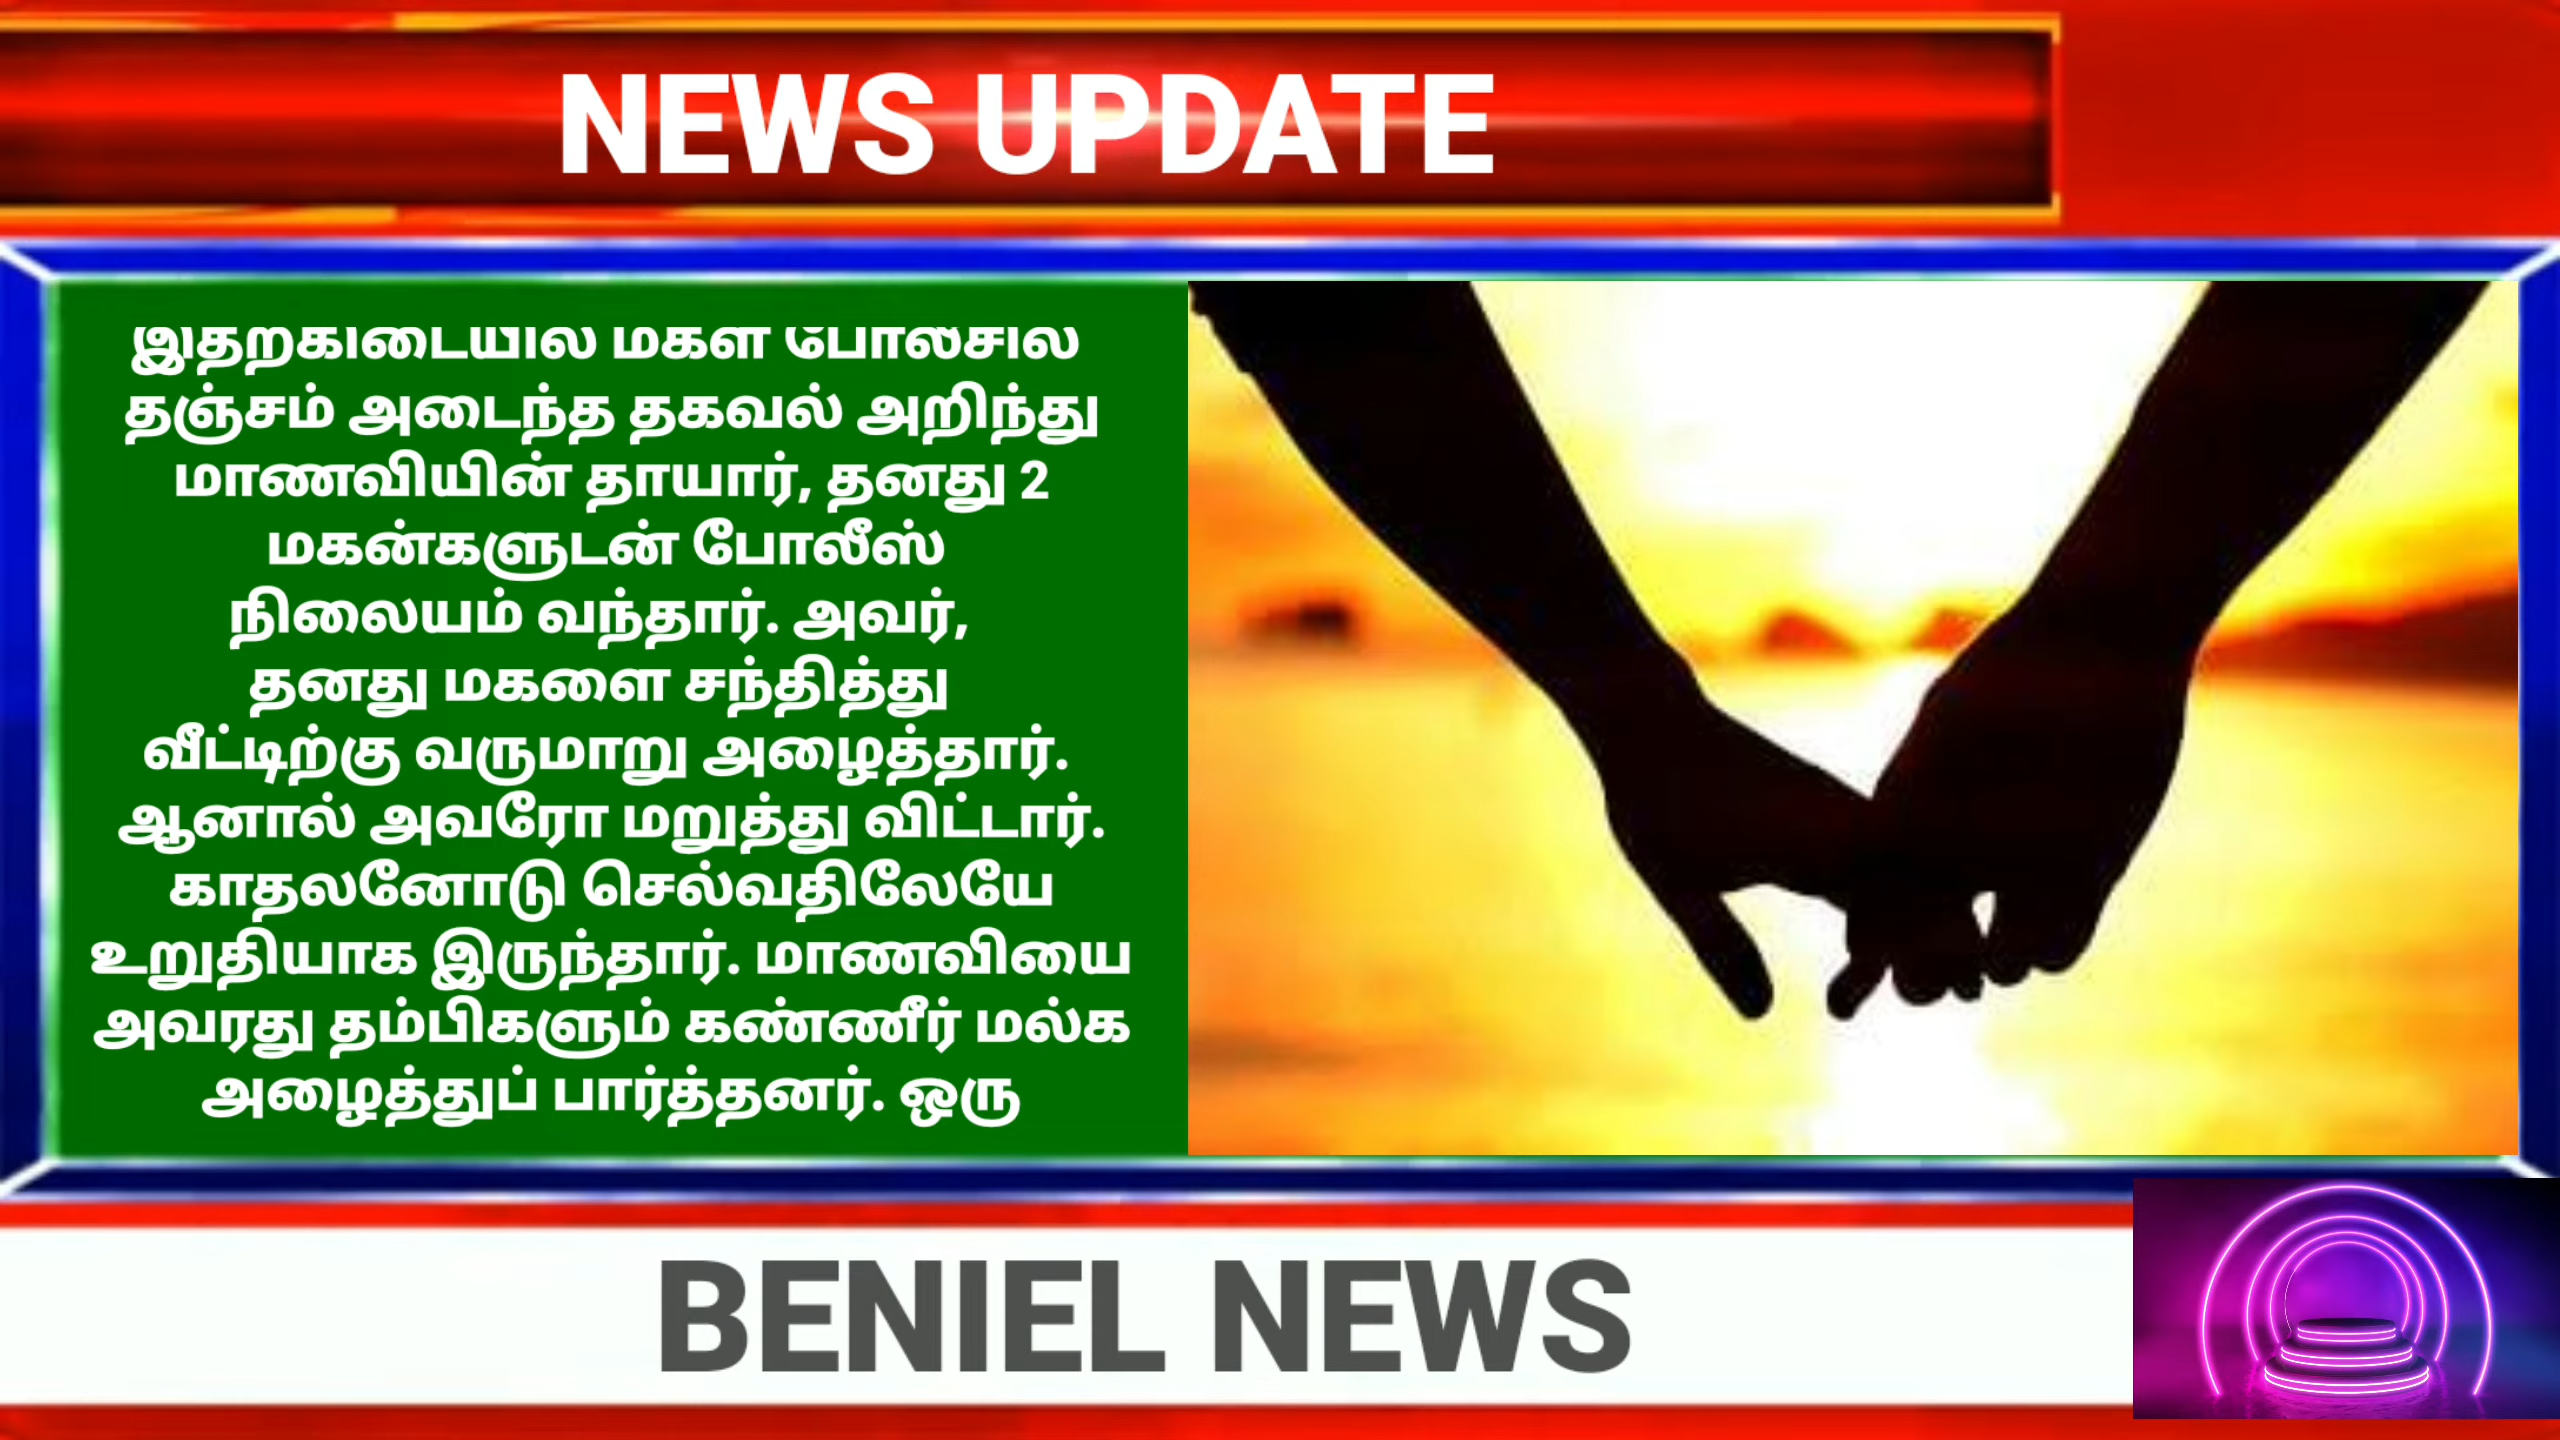 NEWS UPDATE
இதற்கிடையில் மகள் போலீசில்
தஞ்சம் அடைந்த தகவல் அறிந்து
மாணவியின் தாயார், தனது 2
மகன்களுடன் போலீஸ்
நிலையம் வந்தார். அவர்,
தனது மகளை சந்தித்து
வீட்டிற்கு வருமாறு அழைத்தார்.
ஆனால் அவரோ மறுத்து விட்டார்.
காதலனோடு செல்வதிலேயே
உறுதியாக இருந்தார். மாணவியை
அவரது தம்பிகளும் கண்ணீர் மல்க
அழைத்துப் பார்த்தனர். ஒரு
BENIEL NEWS